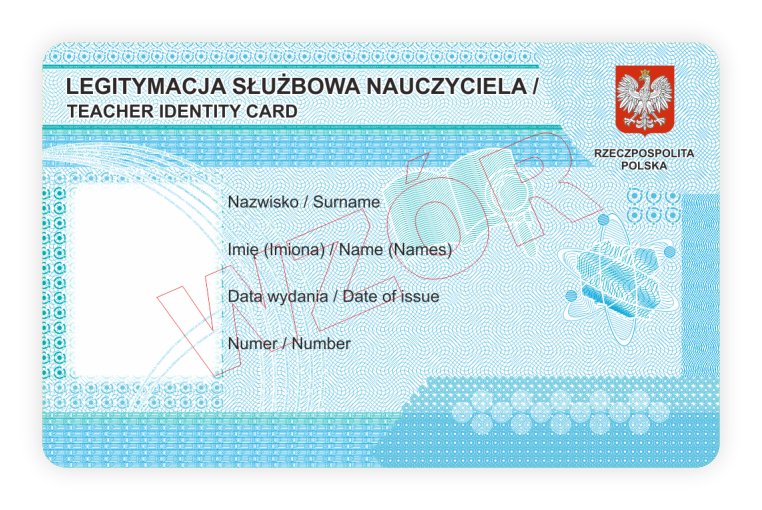 LEGITYMACJA SŁUŻBOWA NAUCZYCIELA /
TEACHER IDENTITY CARD
RZECZPOSPOLITA
POLSKA
Nazwisko / Surname
Imię (Imiona) / Name (Names)
Data wydania / Date of issue
Numer / Number
WZÓR